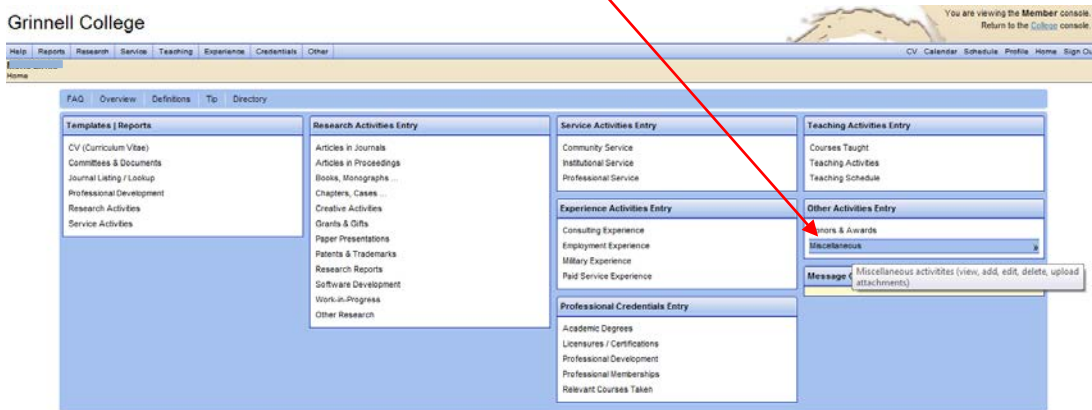 Grinnell College
You are viewing the Member console.
Return to the College console.
Help Reports Research Service Teaching Experience Credentials Other
CV Calendar Schedule Profile Home Sign Ou
Home
FAQ Overview Definitions Tip Directory
Templates | Reports
CV (Curriculum Vitae)
Committees & Documents
Journal Listing / Lookup
Professional Development
Research Activities
Service Activities
Research Activities Entry
Articles in Journals
Articles in Proceedings
Books, Monographs ...
Chapters, Cases ...
Creative Activities
Grants & Gifts
Paper Presentations
Patents & Trademarks
Research Reports
Software Development
Work-in-Progress
Other Research
Service Activities Entry
Community Service
Institutional Service
Professional Service
Experience Activities Entry
Consulting Experience
Employment Experience
Military Experience
Paid Service Experience
Professional Credentials Entry
Academic Degrees
Licensures / Certifications
Professional Development
Professional Memberships
Relevant Courses Taken
Teaching Activities Entry
Courses Taught
Teaching Activities
Teaching Schedule
Other Activities Entry
onors & Awards
Miscellaneous »
Message
Miscellaneous activitites (view, add, edit, delete, upload
attachments)